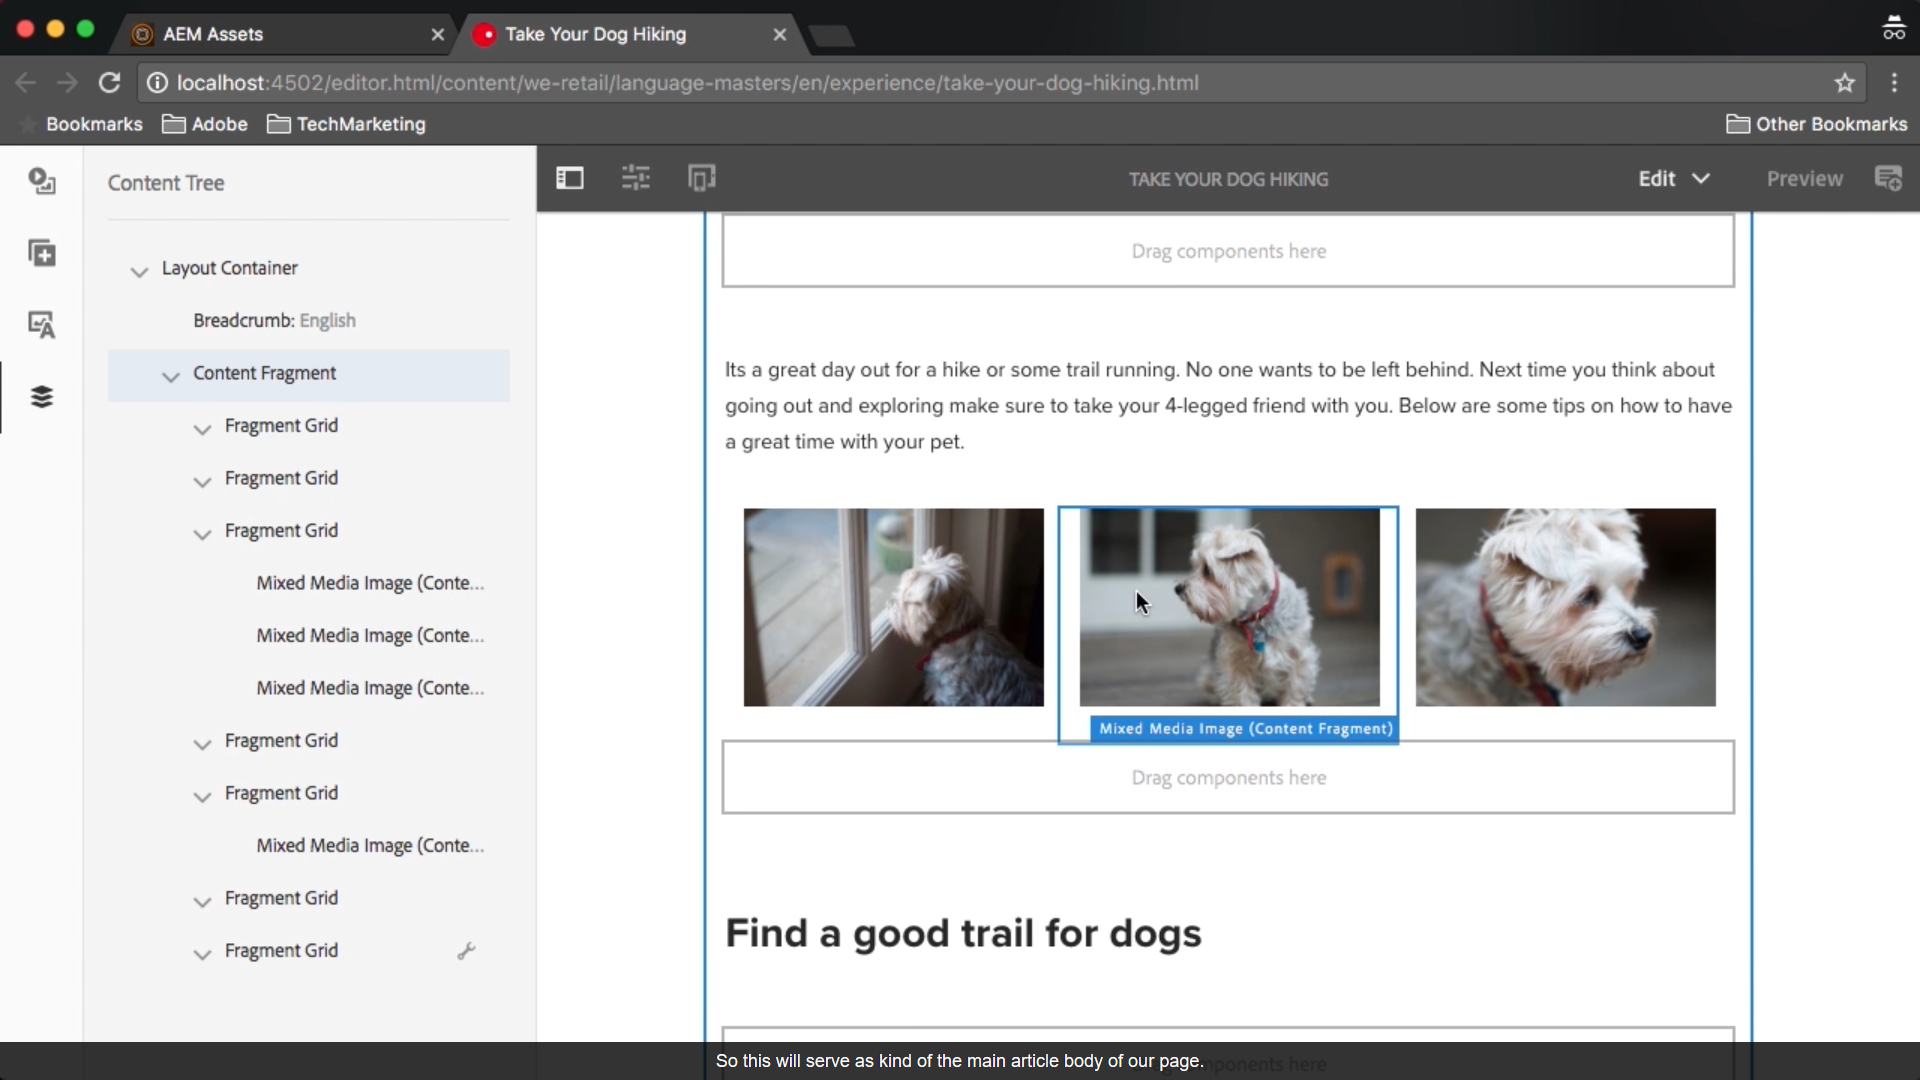 AEM Assets
Take Your Dog Hiking
localhost:4502/editor.html/content/we-retail/language-masters/en/experience/take-your-dog-hiking.html
Bookmarks
Adobe
TechMarketing
Other Bookmarks
Content Tree
TAKE YOUR DOG HIKING
Edit
Preview
Layout Container
Breadcrumb: English
Content Fragment
Fragment Grid
Fragment Grid
Fragment Grid
Mixed Media Image (Conte...
Mixed Media Image (Conte...
Mixed Media Image (Conte...
Fragment Grid
Fragment Grid
Mixed Media Image (Conte...
Fragment Grid
Fragment Grid
Drag components here
Its a great day out for a hike or some trail running. No one wants to be left behind. Next time you think about
going out and exploring make sure to take your 4-legged friend with you. Below are some tips on how to have
a great time with your pet.
Mixed Media Image (Content Fragment)
Drag components here
Find a good trail for dogs
So this will serve as kind of the main article body of our page.